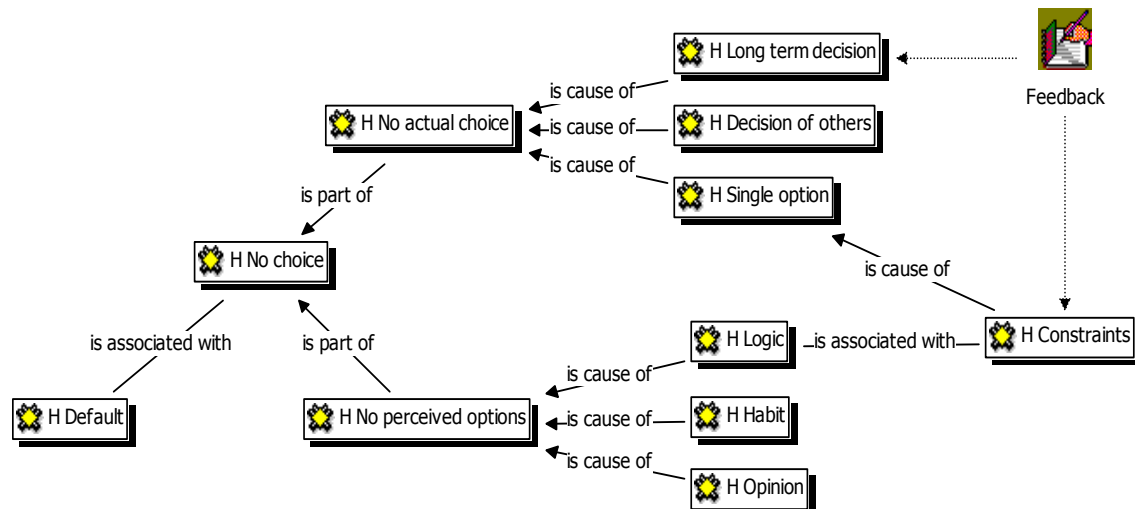 H Long term decision
Feedback
is cause of
H No actual choice
is cause of
H Decision of others
is cause of
H Single option
is part of
H No choice
is cause of
is associated with
is part of
H Logic
is associated with
H Constraints
is cause of
H Default
H No perceived options
is cause of
H Habit
is cause of
H Opinion